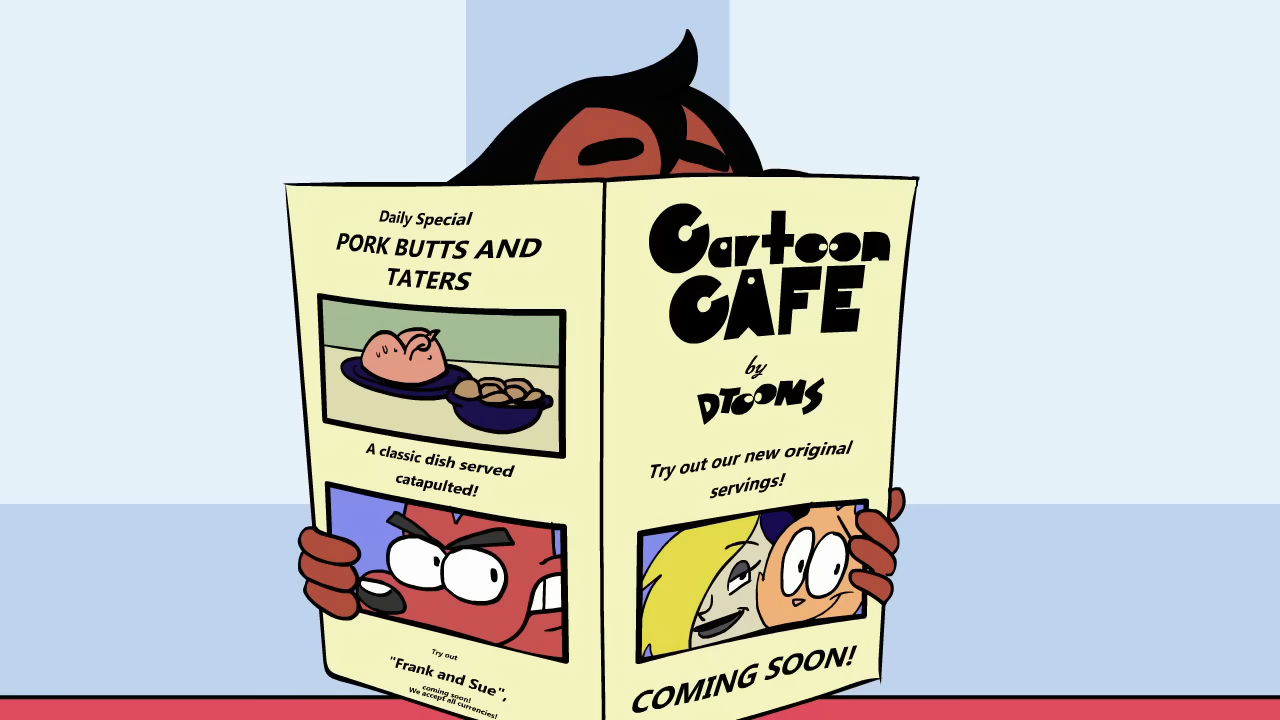 Daily Special
PORK BUTTS AND
TATERS
A classic dish served
catapulted!
Try out
"Frank and Sue",
coming soon!
We accept all currencies!
Cartoon
CAFE
by
DTOONS
Try out our new original
servings!
COMING SOON!